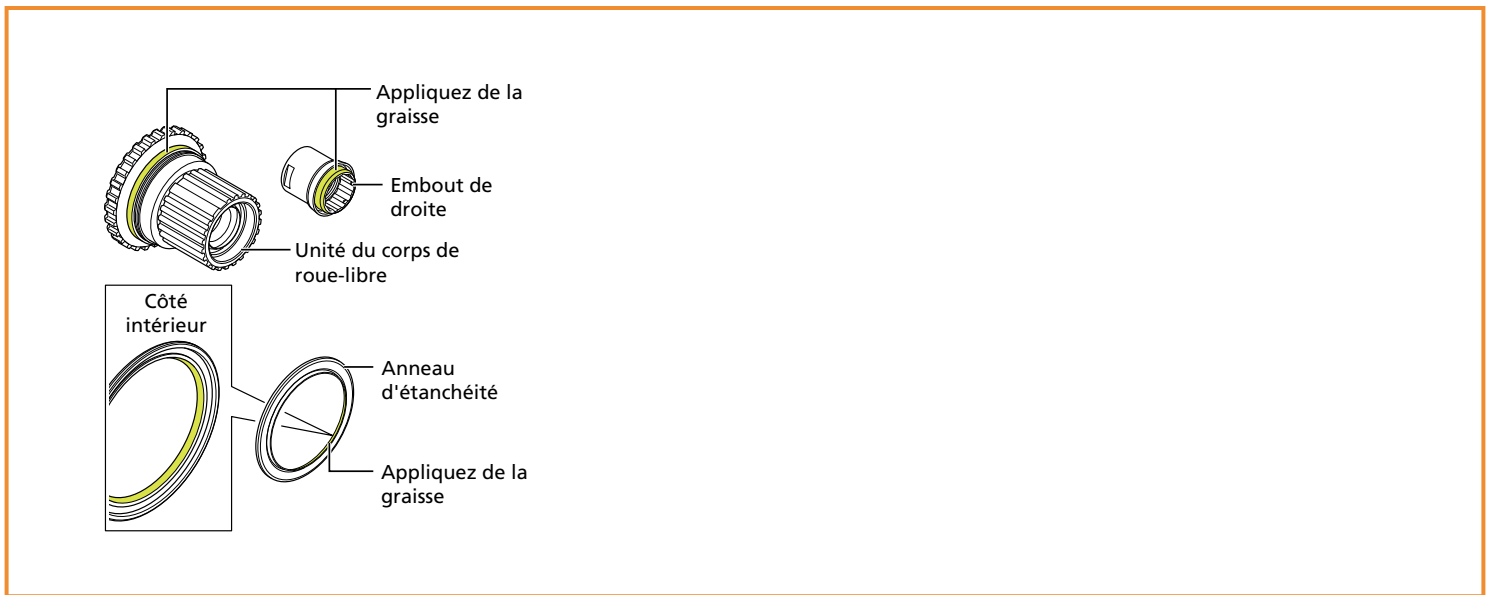 Appliquez de la
graisse
Embout de
droite
Unité du corps de
roue-libre
Côté
intérieur
Anneau
d'étanchéité
Appliquez de la
graisse